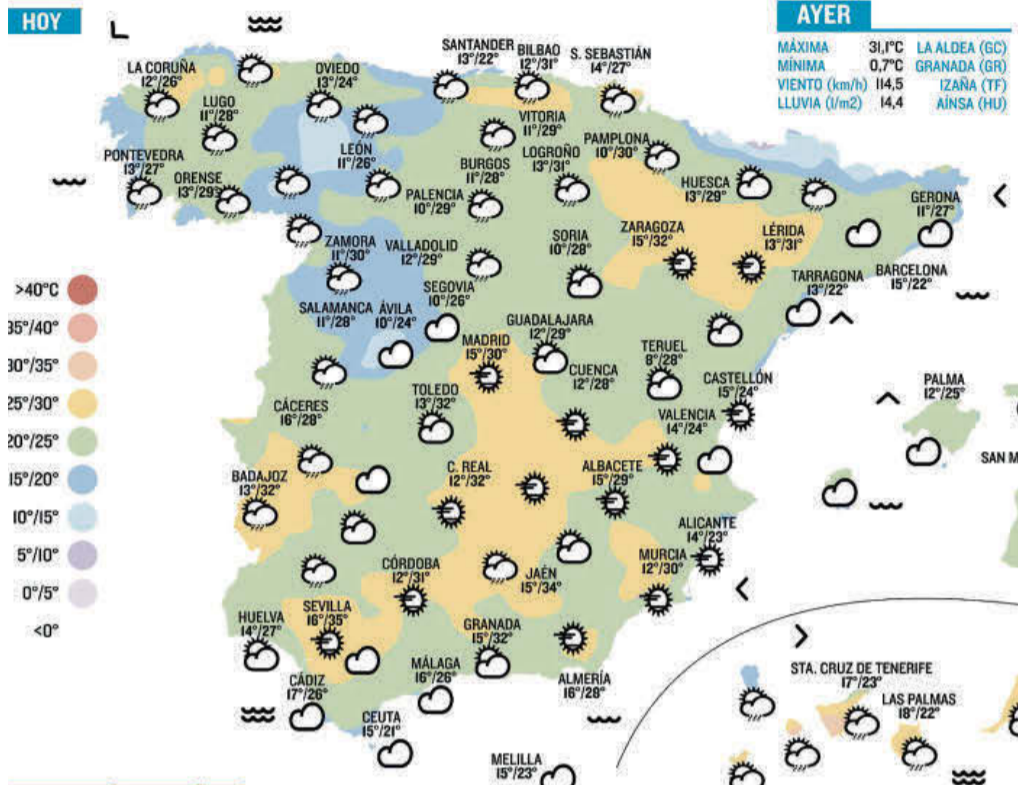 HOY
AYER
MÁXIMA 31,1°C LA ALDEA (GC)
MÍNIMA 0,7°C GRANADA (GR)
VIENTO (km/h) 114,5 IZAÑA (TF)
LLUVIA (l/m2) 14,4 AÍNSA (HU)
LA CORUÑA
12°/26°
LUGO
11°/28°
OVIEDO
13°/24°
SANTANDER
13°/22°
BILBAO
12°/31°
S. SEBASTIÁN
14°/27°
VITORIA
11°/29°
PAMPLONA
10°/30°
LEÓN
11°/26°
PONTEVEDRA
13°/27°
ORENSE
13°/29°
BURGOS
11°/28°
LOGROÑO
13°/31°
PALENCIA
10°/29°
HUESCA
13°/29°
GERONA
11°/27°
ZAMORA
11°/30°
VALLADOLID
12°/29°
SORIA
10°/28°
ZARAGOZA
15°/32°
LÉRIDA
13°/31°
TARRAGONA
13°/22°
BARCELONA
15°/22°
SEGOVIA
10°/26°
SALAMANCA
11°/28°
ÁVILA
10°/24°
MADRID
15°/30°
GUADALAJARA
12°/29°
CUENCA
12°/28°
TERUEL
8°/28°
CASTELLÓN
15°/24°
PALMA
12°/25°
SAN M
TOLEDO
13°/32°
CÁCERES
16°/28°
VALENCIA
14°/24°
BADAJOZ
13°/32°
C. REAL
12°/32°
ALBACETE
15°/29°
ALICANTE
14°/23°
MURCIA
12°/30°
CÓRDOBA
12°/31°
JAÉN
15°/34°
SEVILLA
16°/35°
HUELVA
14°/27°
GRANADA
15°/32°
CÁDIZ
17°/26°
MÁLAGA
16°/26°
ALMERÍA
16°/28°
CEUTA
15°/21°
MELILLA
15°/23°
STA. CRUZ DE TENERIFE
17°/23°
LAS PALMAS
18°/22°
>40°C
35°/40°
30°/35°
25°/30°
20°/25°
15°/20°
10°/15°
5°/10°
0°/5°
<0°